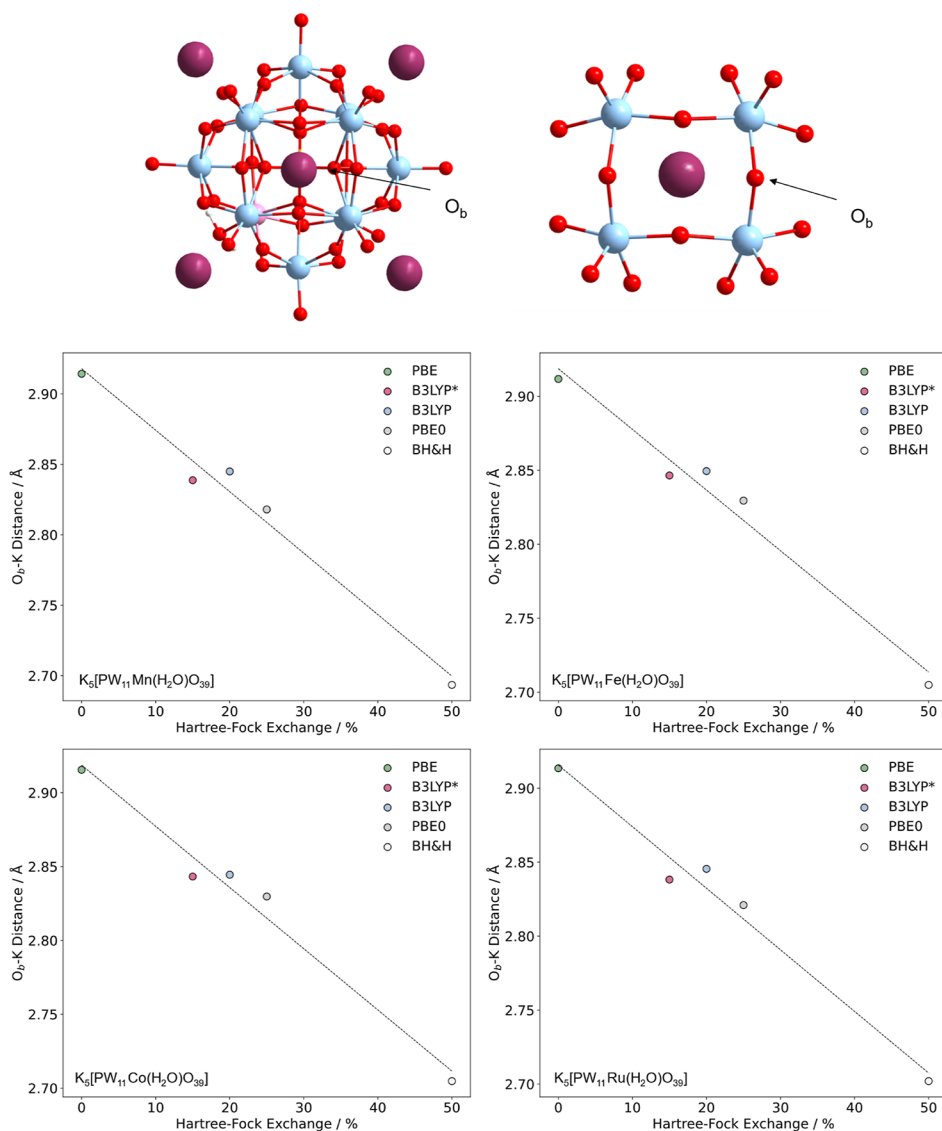 O_b
O_b
2.90
2.85
2.80
2.75
2.70
O_b-K Distance / Å
PBE
B3LYP*
B3LYP
PBE0
BH&H
K₅[PW₁₁Mn(H₂O)O₃₉]
0 10 20 30 40 50
Hartree-Fock Exchange / %
2.90
2.85
2.80
2.75
2.70
O_b-K Distance / Å
PBE
B3LYP*
B3LYP
PBE0
BH&H
K₅[PW₁₁Fe(H₂O)O₃₉]
0 10 20 30 40 50
Hartree-Fock Exchange / %
2.90
2.85
2.80
2.75
2.70
O_b-K Distance / Å
PBE
B3LYP*
B3LYP
PBE0
BH&H
K₅[PW₁₁Co(H₂O)O₃₉]
0 10 20 30 40 50
Hartree-Fock Exchange / %
2.90
2.85
2.80
2.75
2.70
O_b-K Distance / Å
PBE
B3LYP*
B3LYP
PBE0
BH&H
K₅[PW₁₁Ru(H₂O)O₃₉]
0 10 20 30 40 50
Hartree-Fock Exchange / %